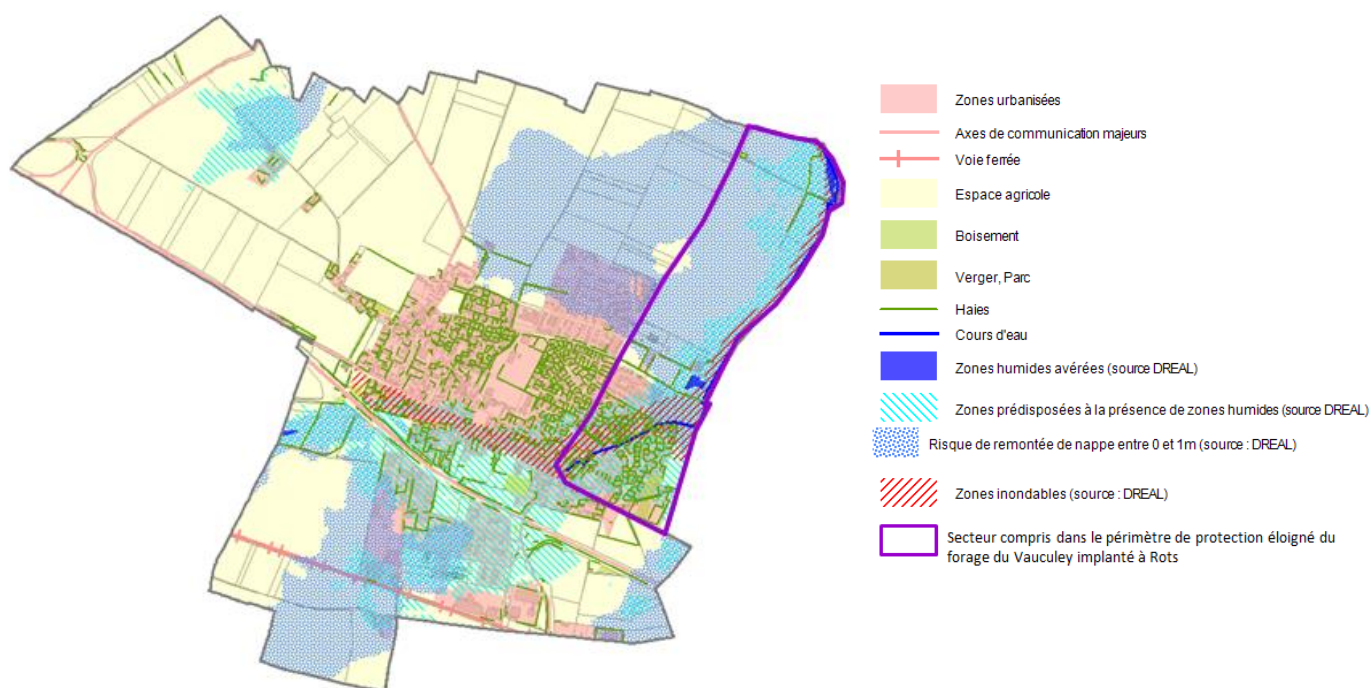 Zones urbanisées
Axes de communication majeurs
Voie ferrée
Espace agricole
Boisement
Verger, Parc
Haies
Cours d'eau
Zones humides avérées (source DREAL)
Zones prédisposées à la présence de zones humides (source DREAL)
Risque de remontée de nappe entre 0 et 1m (source : DREAL)
Zones inondables (source : DREAL)
Secteur compris dans le périmètre de protection éloigné du
forage du Vauculey implanté à Rots